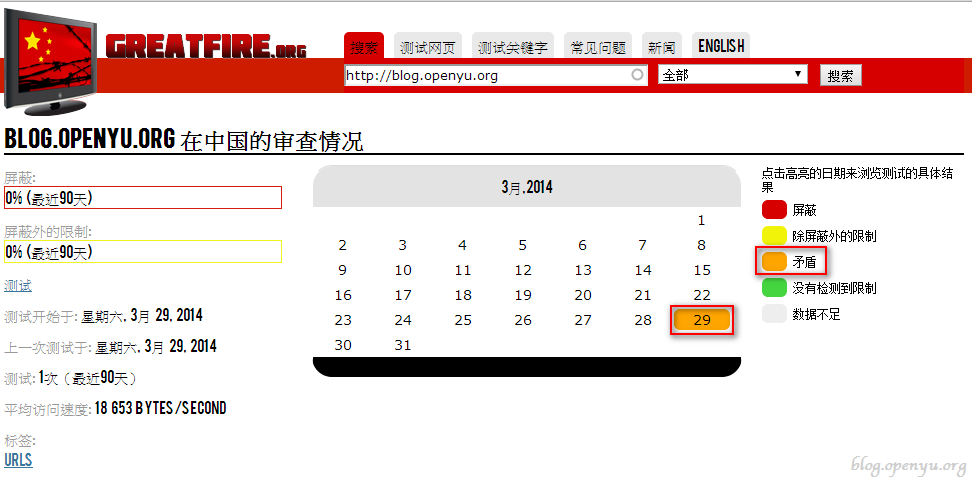 GREATFIRE.ORG
搜索 测试网页 测试关键字 常见问题 新闻 ENGLISH
http://blog.openyu.org 全部 搜索
BLOG.OPENYU.ORG 在中国的审查情况
屏蔽:
0% (最近90天)
屏蔽外的限制:
0% (最近90天)
测试
测试开始于: 星期六, 3月 29, 2014
上一次测试于: 星期六, 3月 29, 2014
测试: 1次（最近90天）
平均访问速度: 18 653 BYTES/SECOND
标签:
URLS
3月, 2014
1
2 3 4 5 6 7 8
9 10 11 12 13 14 15
16 17 18 19 20 21 22
23 24 25 26 27 28 29
30 31
点击高亮的日期来浏览测试的具体结
果
屏蔽
除屏蔽外的限制
矛盾
没有检测到限制
数据不足
blog.openyu.org